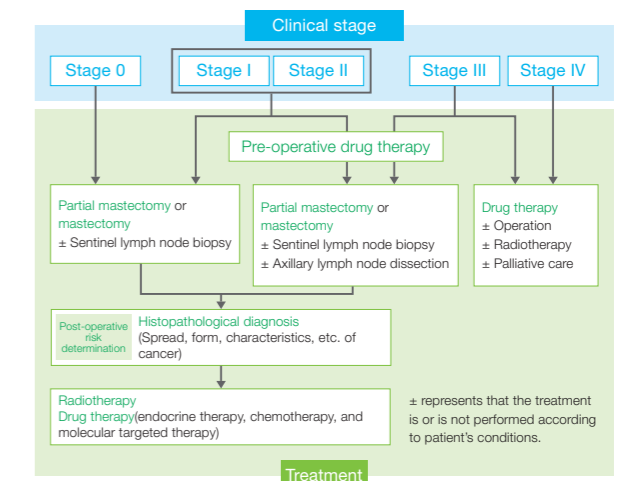 Clinical stage
Stage 0
Stage I
Stage II
Stage III
Stage IV
Pre-operative drug therapy
Partial mastectomy or
mastectomy
± Sentinel lymph node biopsy
Partial mastectomy or
mastectomy
± Sentinel lymph node biopsy
± Axillary lymph node dissection
Drug therapy
± Operation
± Radiotherapy
± Palliative care
Post-operative
risk
determination
Histopathological diagnosis
(Spread, form, characteristics, etc. of
cancer)
Radiotherapy
Drug therapy(endocrine therapy, chemotherapy, and
molecular targeted therapy)
± represents that the treatment
is or is not performed according
to patient's conditions.
Treatment